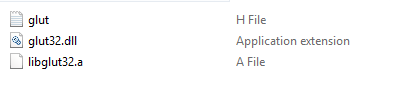 glut H File
glut32.dll Application extension
libglut32.a A File